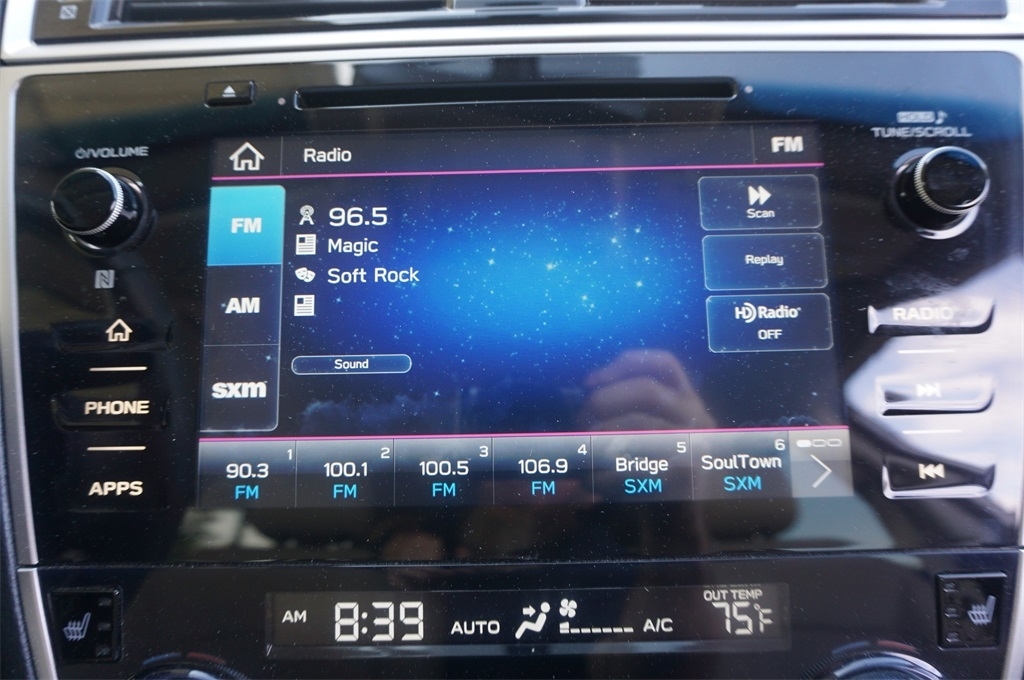 HOLD
⏻/VOLUME
TUNE/SCROLL
Radio
FM
FM
96.5
Magic
Soft Rock
Scan
Replay
HD Radio
OFF
AM
Sound
sxm
RADIO
PHONE
APPS
1
90.3
FM
2
100.1
FM
3
100.5
FM
4
106.9
FM
5
Bridge
SXM
6
SoulTown
SXM
AM 8:39 AUTO A/C
OUT TEMP
75°F